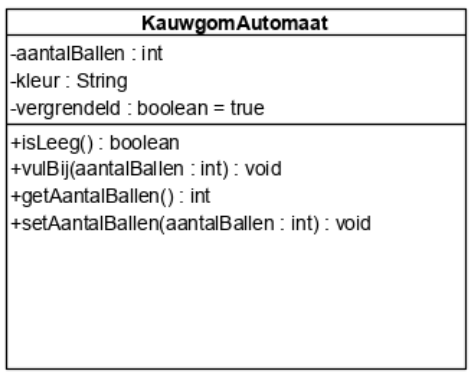 KauwgomAutomaat
-aantalBallen : int
-kleur : String
-vergrendeld : boolean = true
+isLeeg() : boolean
+vulBij(aantalBallen : int) : void
+getAantalBallen() : int
+setAantalBallen(aantalBallen : int) : void